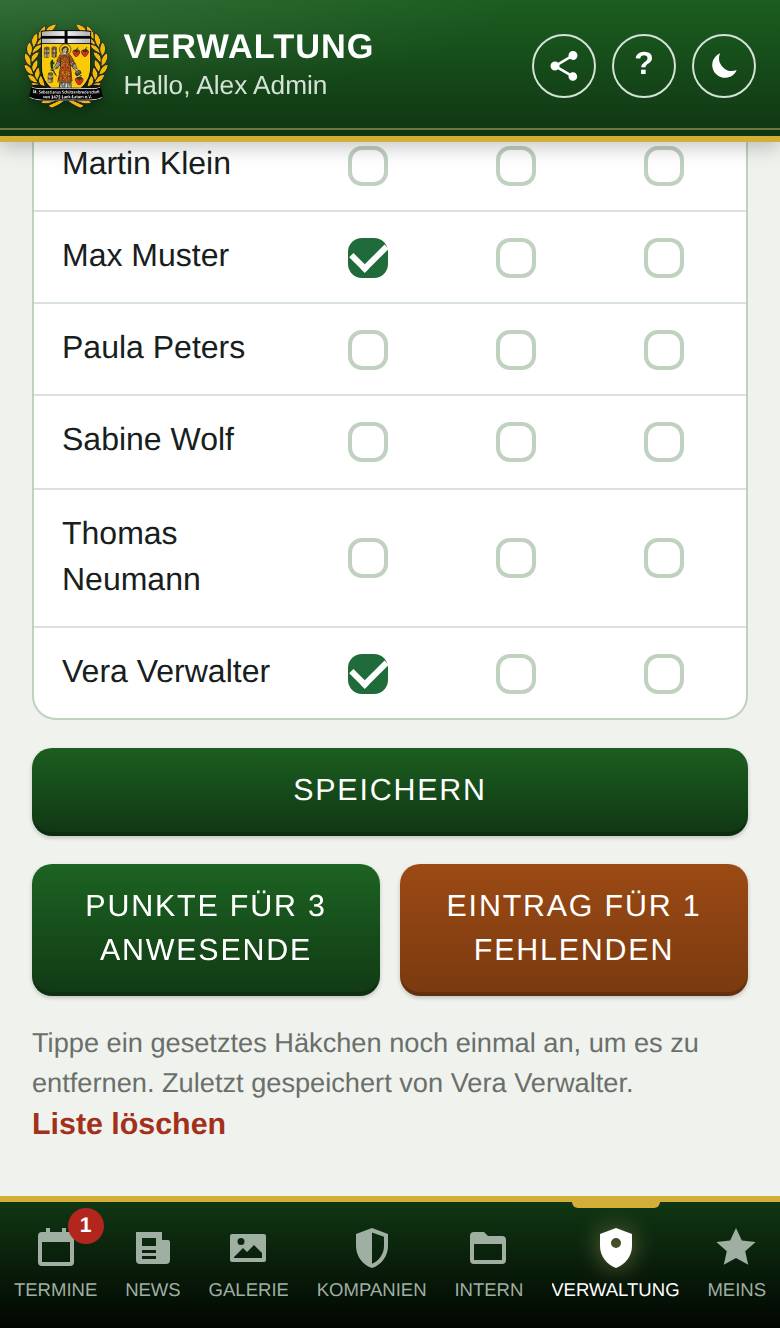 VERWALTUNG
Hallo, Alex Admin
?
Martin Klein
Max Muster
Paula Peters
Sabine Wolf
Thomas
Neumann
Vera Verwalter
SPEICHERN
PUNKTE FÜR 3
ANWESENDE
EINTRAG FÜR 1
FEHLENDEN
Tippe ein gesetztes Häkchen noch einmal an, um es zu
entfernen. Zuletzt gespeichert von Vera Verwalter.
Liste löschen
1
TERMINE
NEWS
GALERIE
KOMPANIEN
INTERN
VERWALTUNG
MEINS